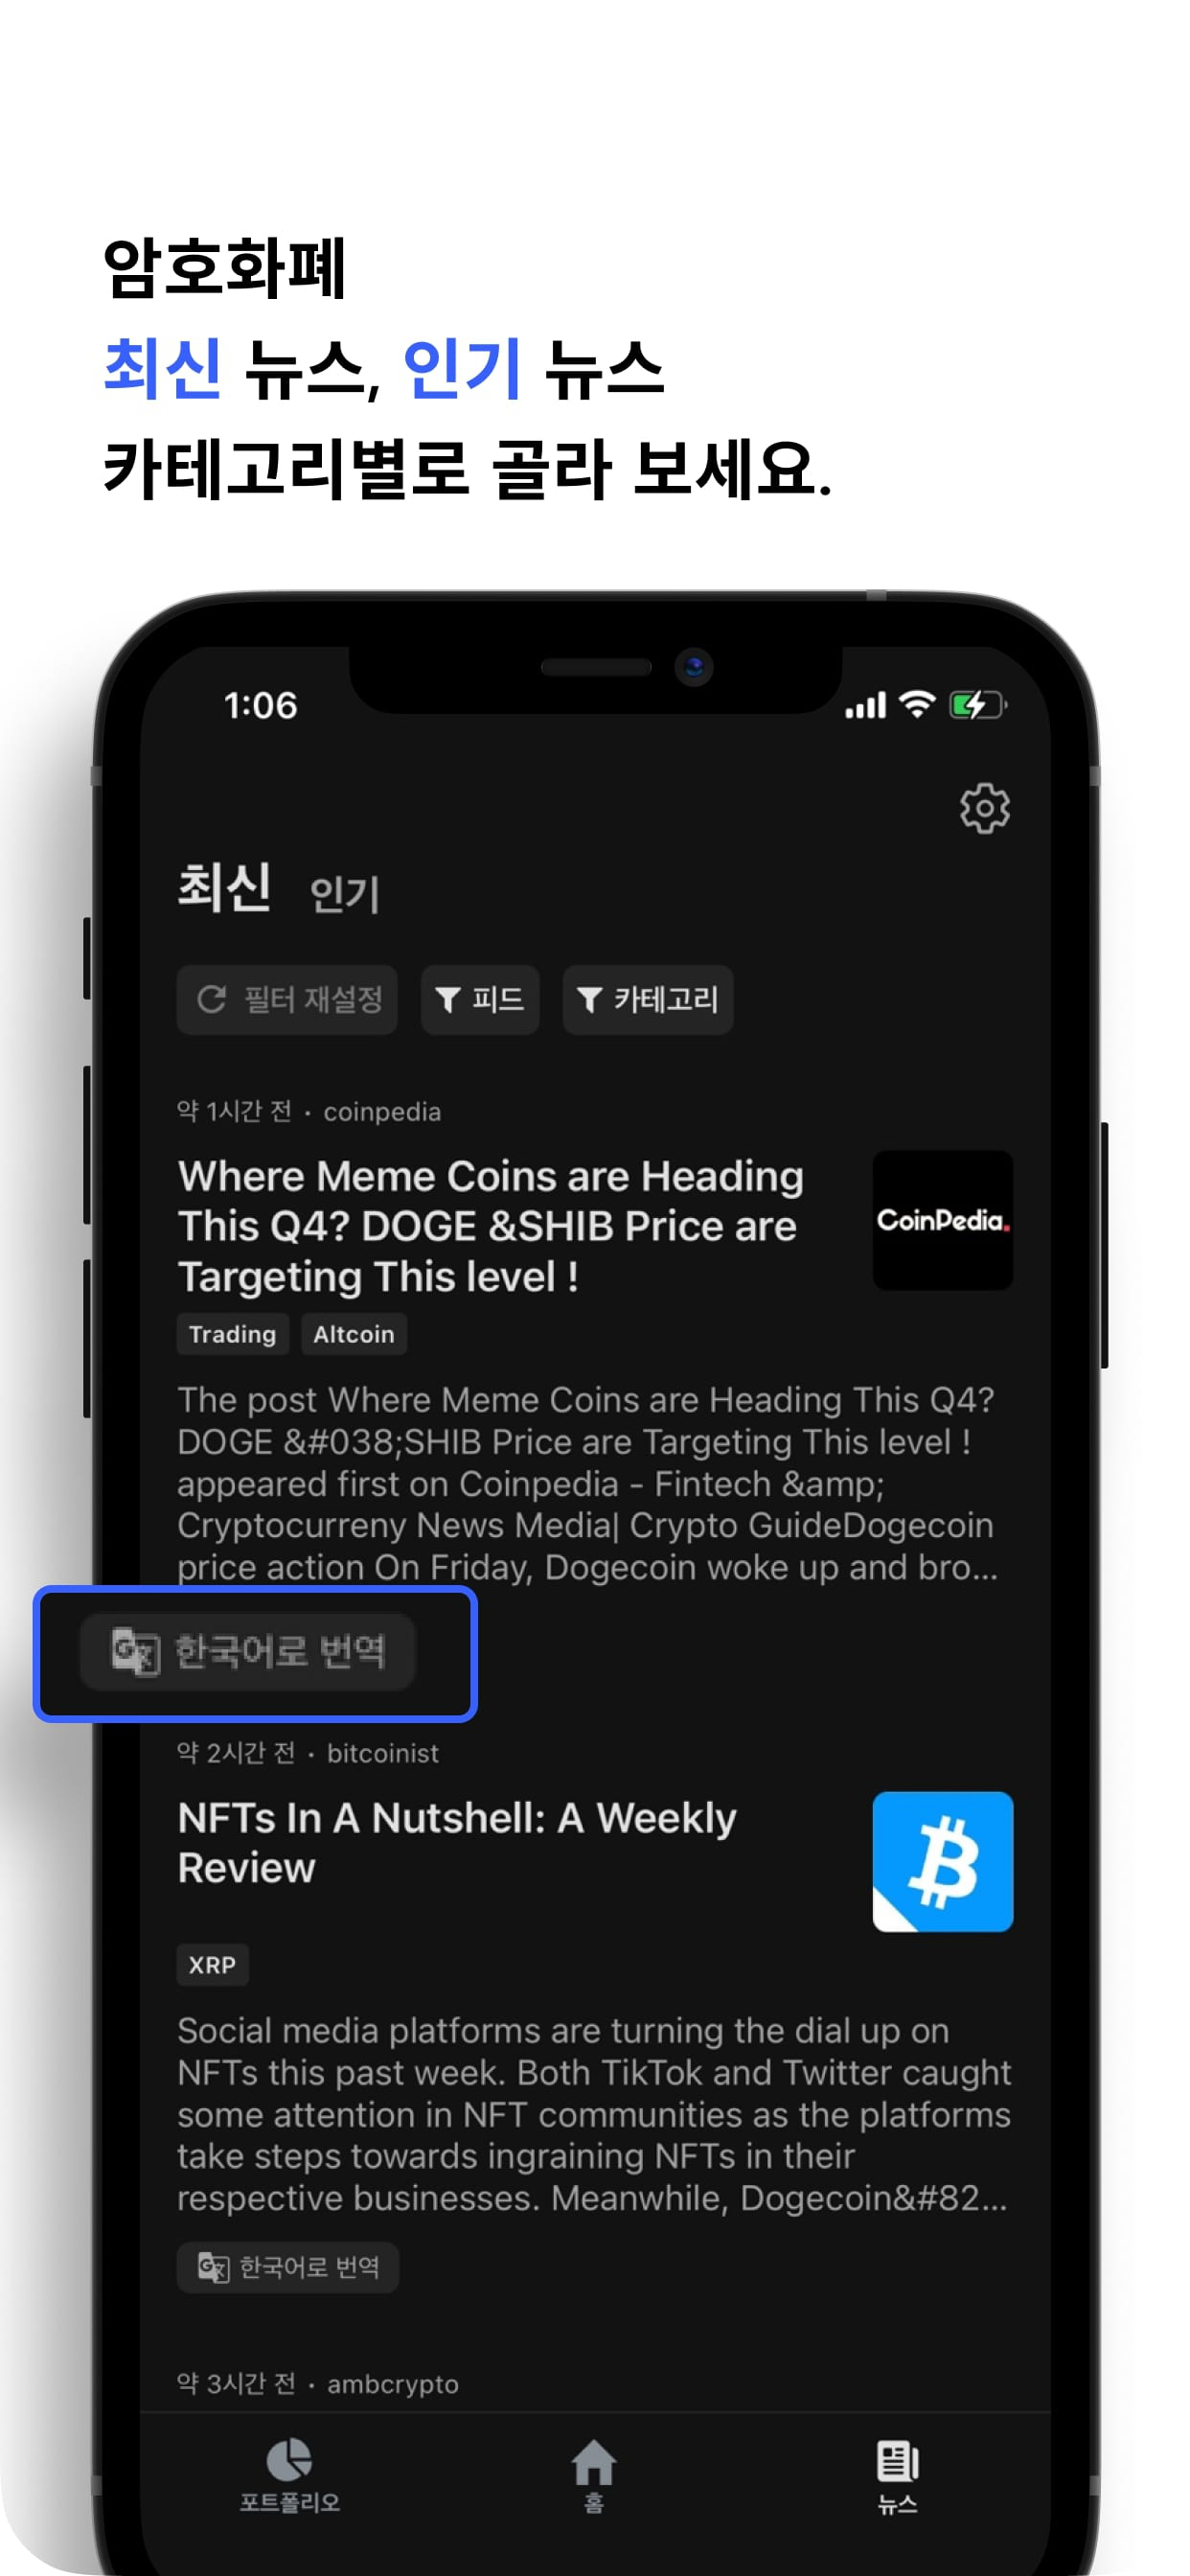 암호화폐
최신 뉴스, 인기 뉴스
카테고리별로 골라 보세요.
1:06
최신 인기
필터 재설정 피드 카테고리
약 1시간 전 · coinpedia
Where Meme Coins are Heading
This Q4? DOGE &SHIB Price are
Targeting This level !
CoinPedia.
Trading Altcoin
The post Where Meme Coins are Heading This Q4?
DOGE &#038;SHIB Price are Targeting This level !
appeared first on Coinpedia - Fintech &amp;
Cryptocurreny News Media| Crypto GuideDogecoin
price action On Friday, Dogecoin woke up and bro...
한국어로 번역
약 2시간 전 · bitcoinist
NFTs In A Nutshell: A Weekly
Review
XRP
Social media platforms are turning the dial up on
NFTs this past week. Both TikTok and Twitter caught
some attention in NFT communities as the platforms
take steps towards ingraining NFTs in their
respective businesses. Meanwhile, Dogecoin&#82...
한국어로 번역
약 3시간 전 · ambcrypto
포트폴리오 홈 뉴스